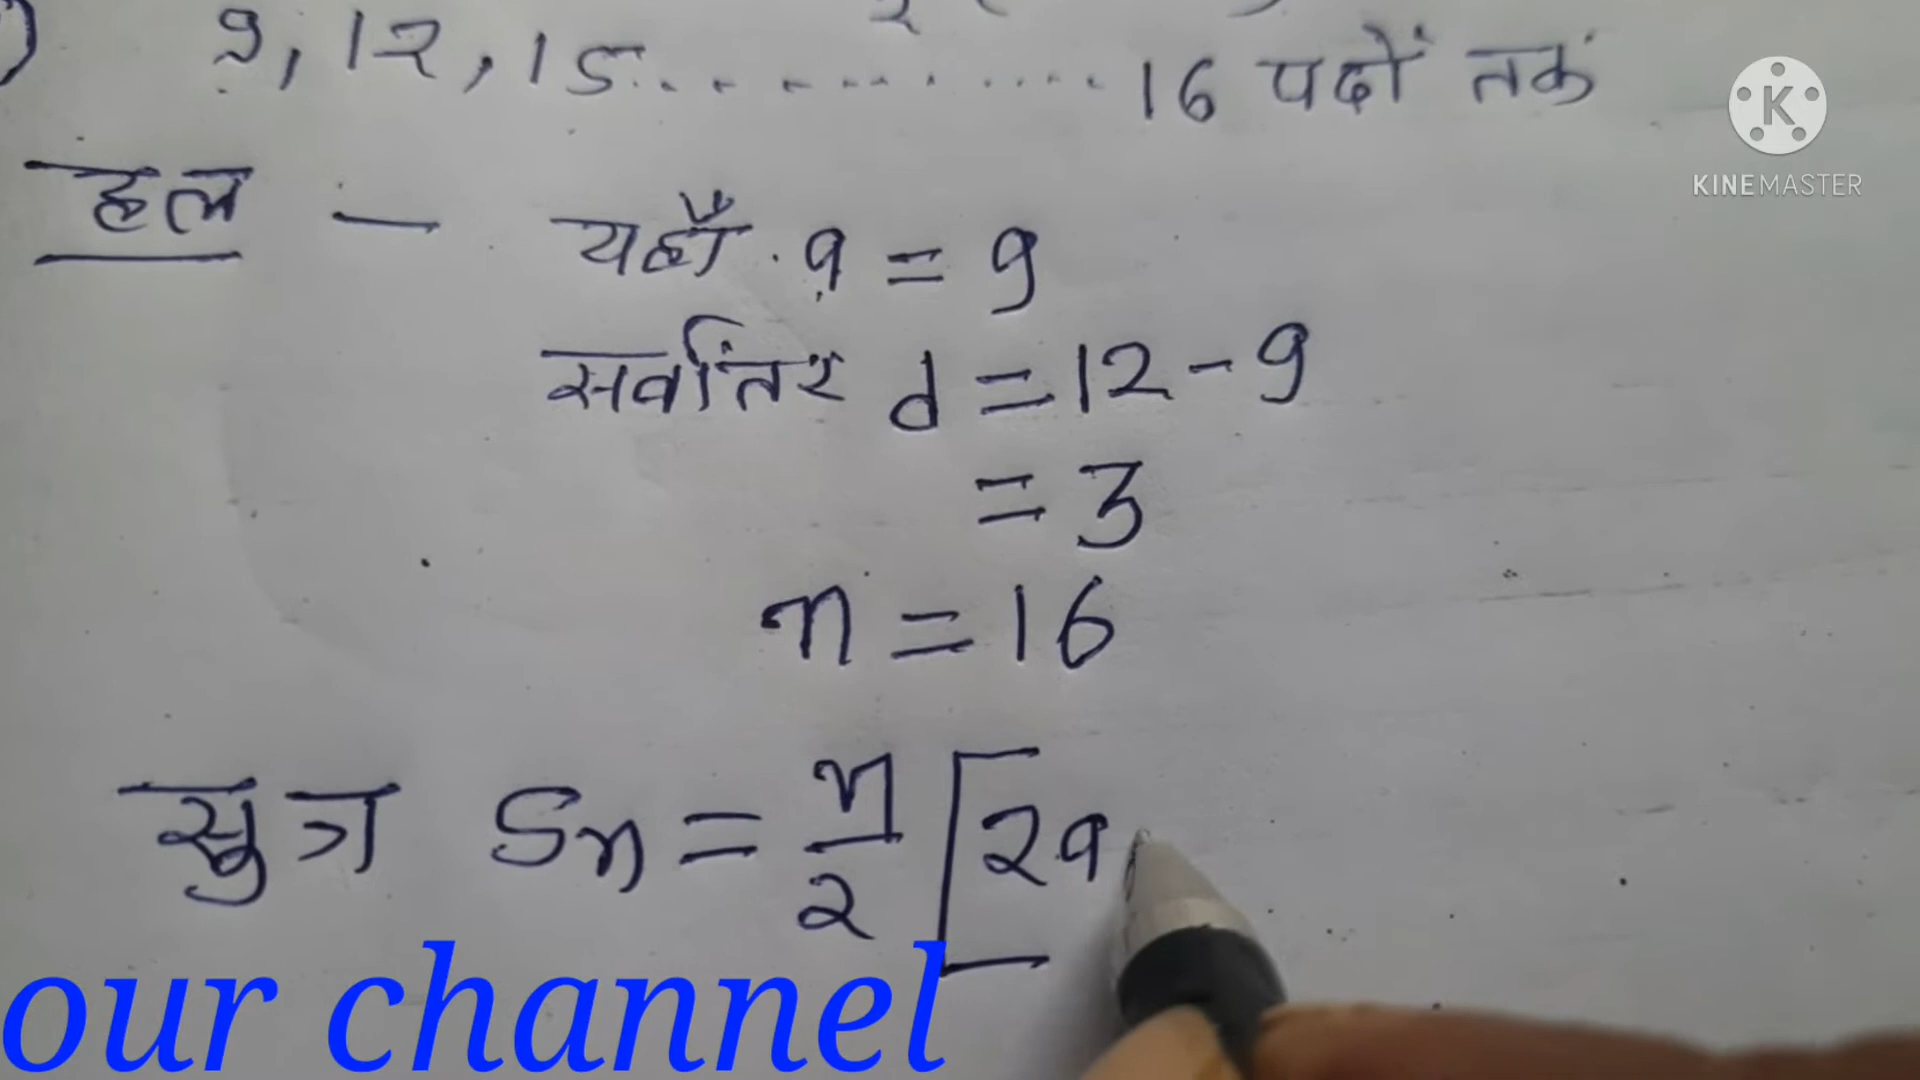 9, 12, 15............ 16 पदों तक
KINEMASTER
हल - यहाँ a = 9
सर्वांतर d = 12 - 9
= 3
n = 16
सुत्र Sn = n/2 [2a
our channel